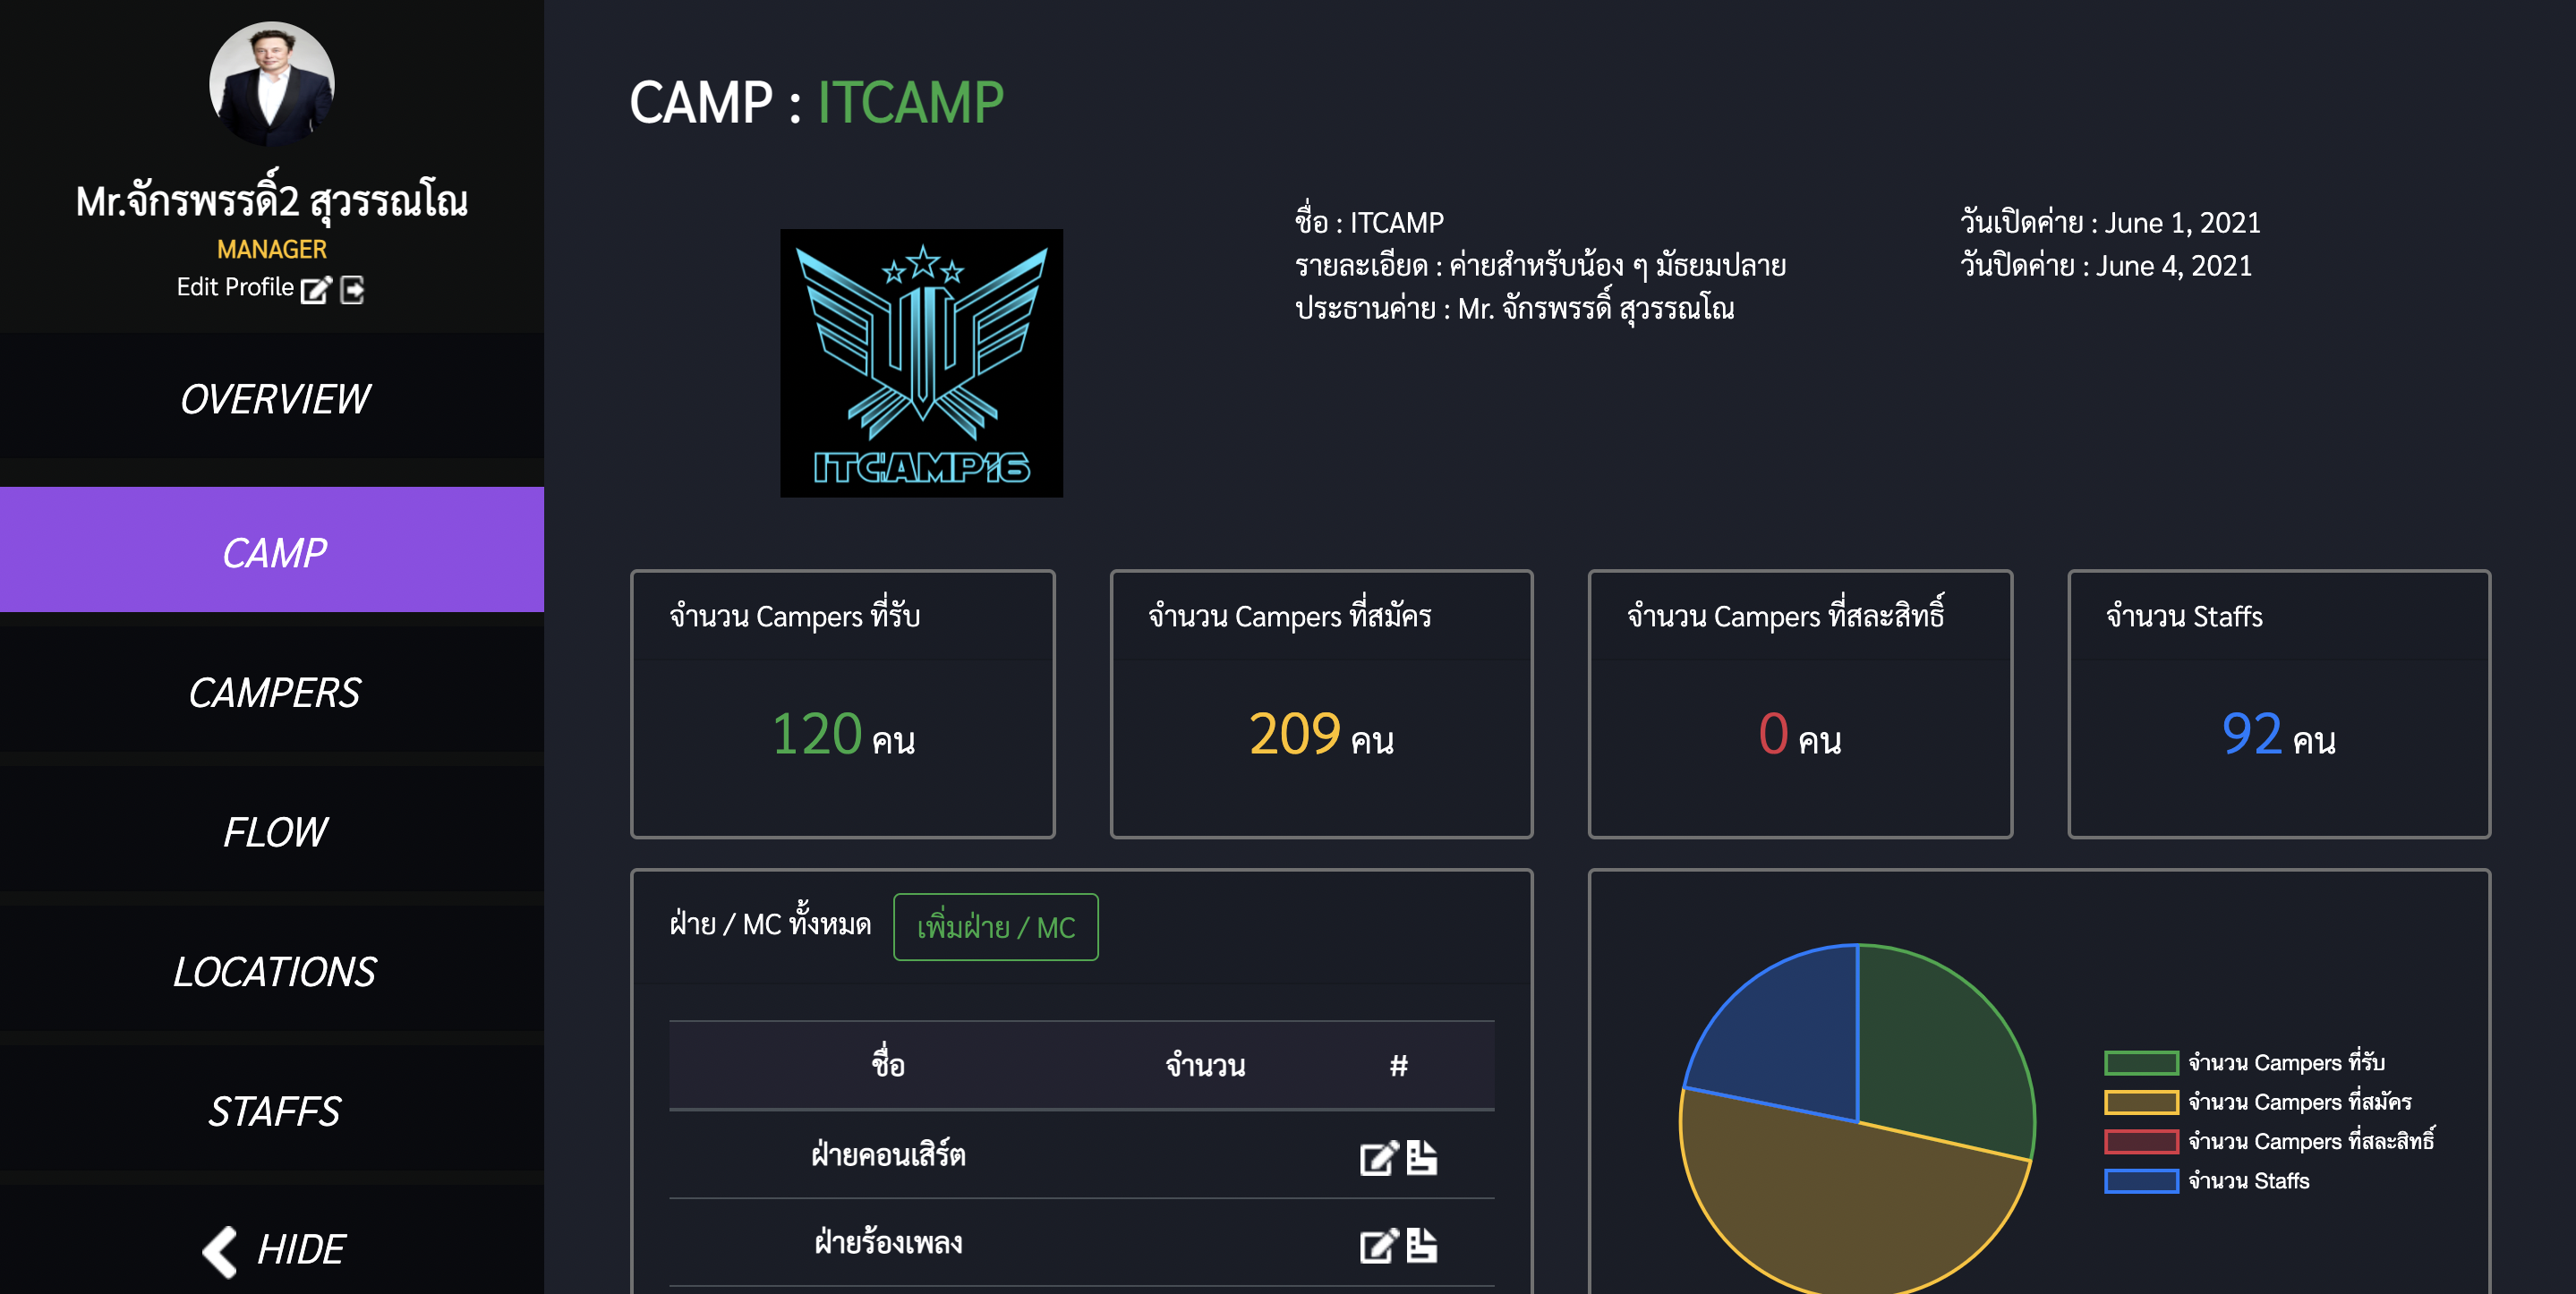 Mr.จักรพรรดิ์2 สุวรรณโณ
MANAGER
Edit Profile
OVERVIEW
CAMP
CAMPERS
FLOW
LOCATIONS
STAFFS
HIDE
CAMP : ITCAMP
ITCAMP16
ชื่อ : ITCAMP
รายละเอียด : ค่ายสำหรับน้อง ๆ มัธยมปลาย
ประธานค่าย : Mr. จักรพรรดิ์ สุวรรณโณ
วันเปิดค่าย : June 1, 2021
วันปิดค่าย : June 4, 2021
จำนวน Campers ที่รับ
120 คน
จำนวน Campers ที่สมัคร
209 คน
จำนวน Campers ที่สละสิทธิ์
0 คน
จำนวน Staffs
92 คน
ฝ่าย / MC ทั้งหมด
เพิ่มฝ่าย / MC
ชื่อ จำนวน #
ฝ่ายคอนเสิร์ต
ฝ่ายร้องเพลง
จำนวน Campers ที่รับ
จำนวน Campers ที่สมัคร
จำนวน Campers ที่สละสิทธิ์
จำนวน Staffs